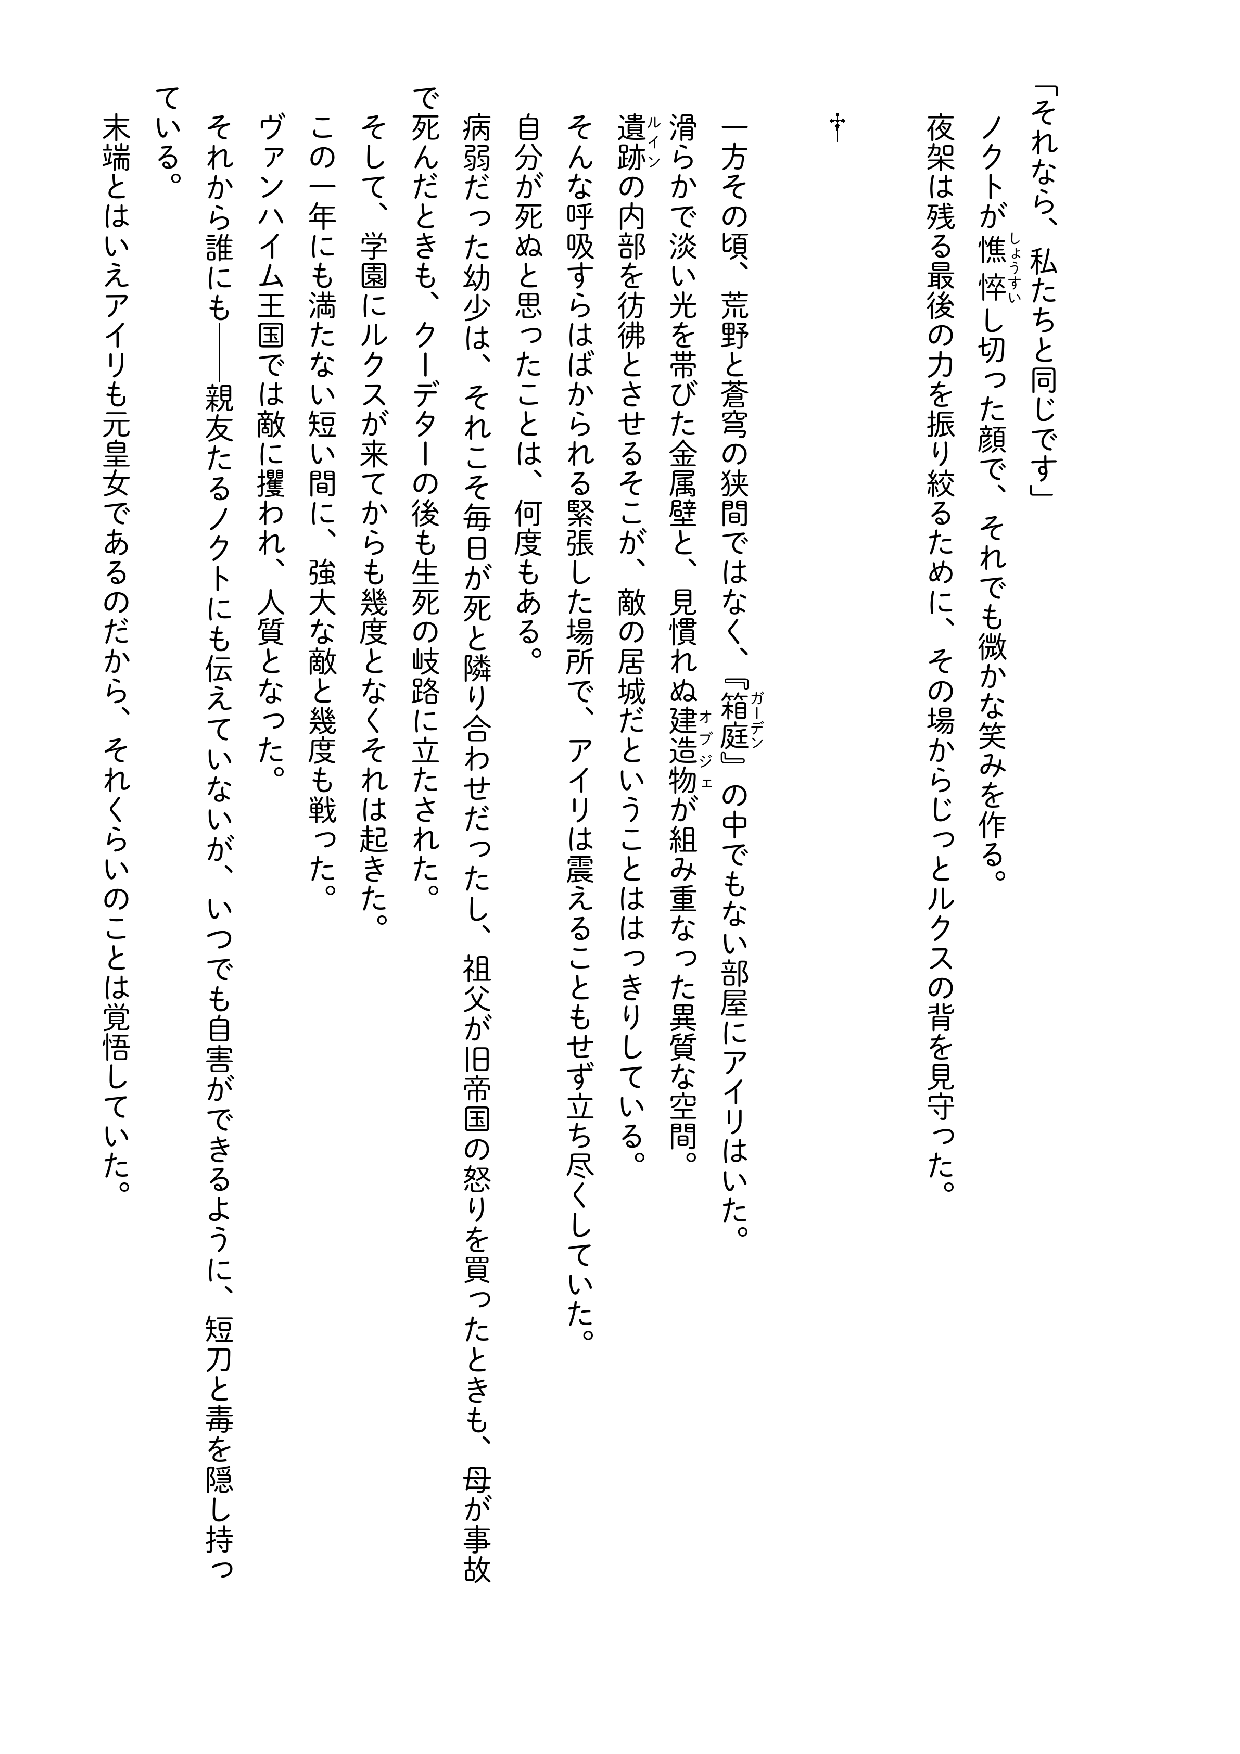 「それなら、私たちと同じです」
ノクトが憔悴し切った顔で、それでも微かな笑みを作る。
夜架は残る最後の力を振り絞るために、その場からじっとルクスの背を見守った。
†
一方その頃、荒野と蒼穹の狭間ではなく、『箱庭』の中でもない部屋にアイリはいた。
滑らかで淡い光を帯びた金属壁と、見慣れぬ建造物が組み重なった異質な空間。
遺跡の内部を彷彿とさせるそこが、敵の居城だということははっきりしている。
そんな呼吸すらはばかられる緊張した場所で、アイリは震えることもせず立ち尽くしていた。
自分が死ぬと思ったことは、何度もある。
病弱だった幼少は、それこそ毎日が死と隣り合わせだったし、祖父が旧帝国の怒りを買ったときも、母が事故
で死んだときも、クーデターの後も生死の岐路に立たされた。
そして、学園にルクスが来てからも幾度となくそれは起きた。
この一年にも満たない短い間に、強大な敵と幾度も戦った。
ヴァンハイム王国では敵に攫われ、人質となった。
それから誰にも――親友たるノクトにも伝えていないが、いつでも自害ができるように、短刀と毒を隠し持っ
ている。
末端とはいえアイリも元皇女であるのだから、それくらいのことは覚悟していた。
しょうすい
ガーデン
オブジェ
ルイン